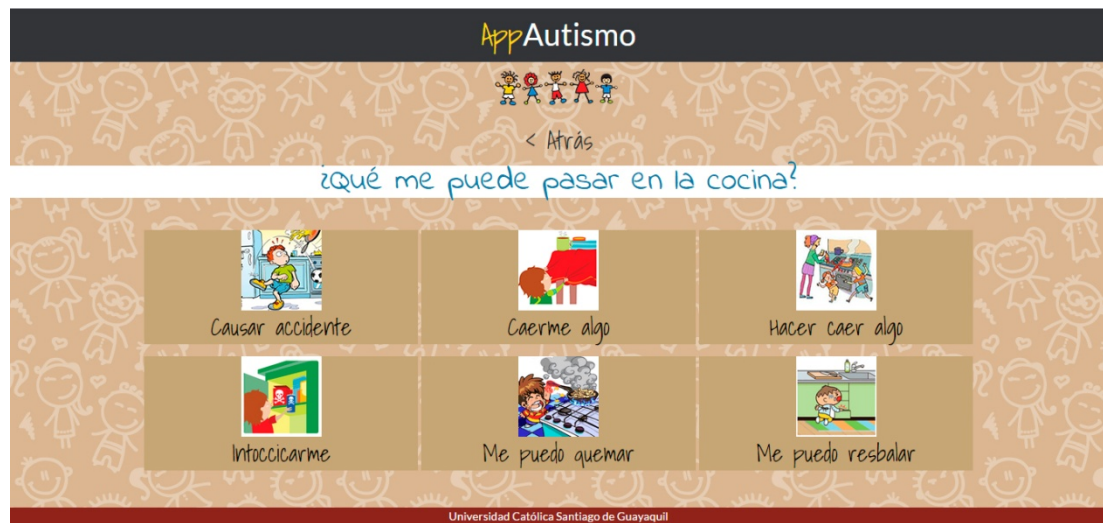 AppAutismo
< Atrás
¿Qué me puede pasar en la cocina?
Causar accidente
Caerme algo
Hacer caer algo
Intoccicarme
Me puedo quemar
Me puedo resbalar
Universidad Católica Santiago de Guayaquil